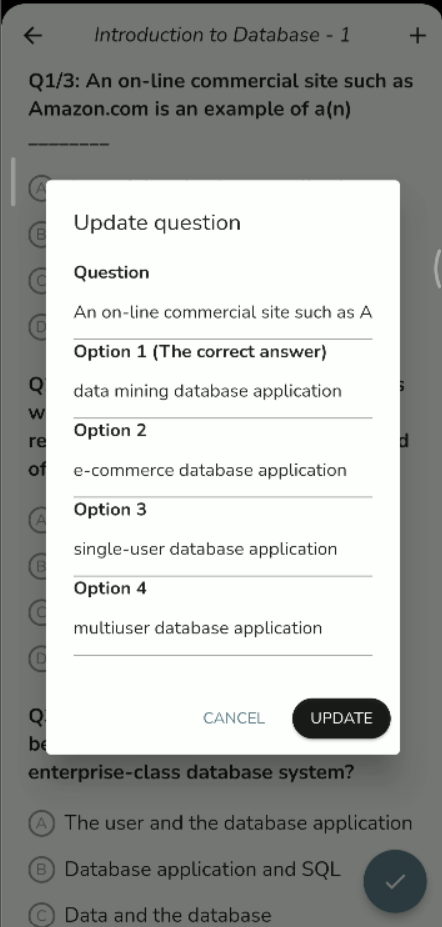 Introduction to Database - 1
Q1/3: An on-line commercial site such as
Amazon.com is an example of a(n)
________
A
B
C
D
Update question
Question
An on-line commercial site such as A
Option 1 (The correct answer)
data mining database application
Option 2
e-commerce database application
Option 3
single-user database application
Option 4
multiuser database application
CANCEL
UPDATE
enterprise-class database system?
A The user and the database application
B Database application and SQL
C Data and the database